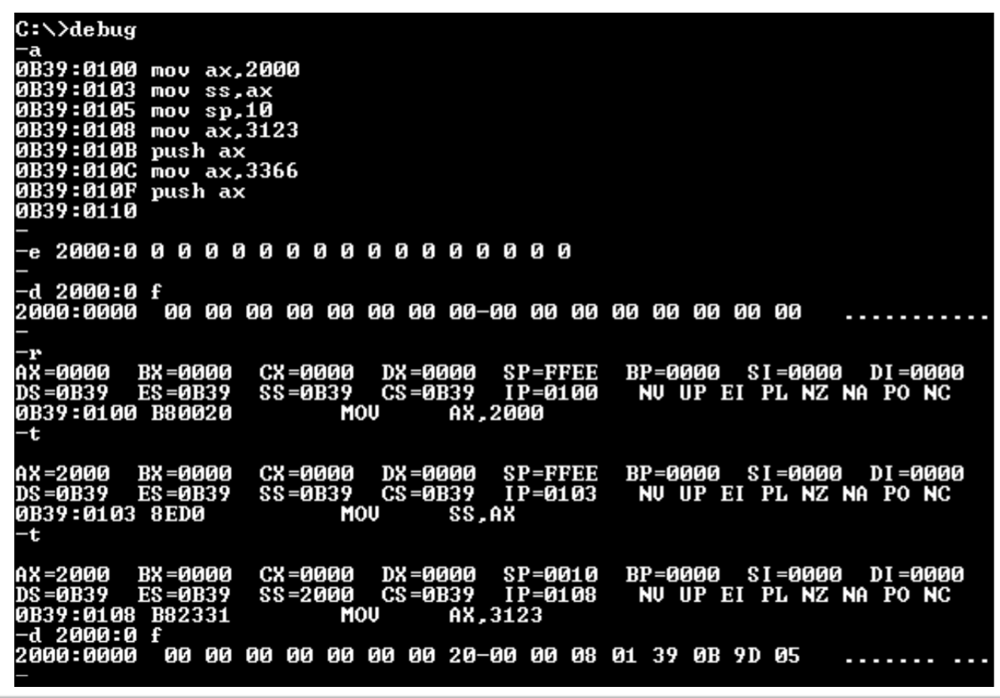 C:\>debug
-a
0B39:0100 mov ax,2000
0B39:0103 mov ss,ax
0B39:0105 mov sp,10
0B39:0108 mov ax,3123
0B39:010B push ax
0B39:010C mov ax,3366
0B39:010F push ax
0B39:0110
-
-e 2000:0 0 0 0 0 0 0 0 0 0 0 0 0 0 0 0 0
-
-d 2000:0 f
2000:0000  00 00 00 00 00 00 00 00-00 00 00 00 00 00 00 00   ...........
-
-r
AX=0000  BX=0000  CX=0000  DX=0000  SP=FFEE  BP=0000  SI=0000  DI=0000
DS=0B39  ES=0B39  SS=0B39  CS=0B39  IP=0100   NV UP EI PL NZ NA PO NC
0B39:0100 B80020        MOV     AX,2000
-t
AX=2000  BX=0000  CX=0000  DX=0000  SP=FFEE  BP=0000  SI=0000  DI=0000
DS=0B39  ES=0B39  SS=0B39  CS=0B39  IP=0103   NV UP EI PL NZ NA PO NC
0B39:0103 8ED0          MOV     SS,AX
-t
AX=2000  BX=0000  CX=0000  DX=0000  SP=0010  BP=0000  SI=0000  DI=0000
DS=0B39  ES=0B39  SS=2000  CS=0B39  IP=0108   NV UP EI PL NZ NA PO NC
0B39:0108 B82331        MOV     AX,3123
-d 2000:0 f
2000:0000  00 00 00 00 00 00 00 20-00 00 08 01 39 0B 9D 05   ....... ...
-